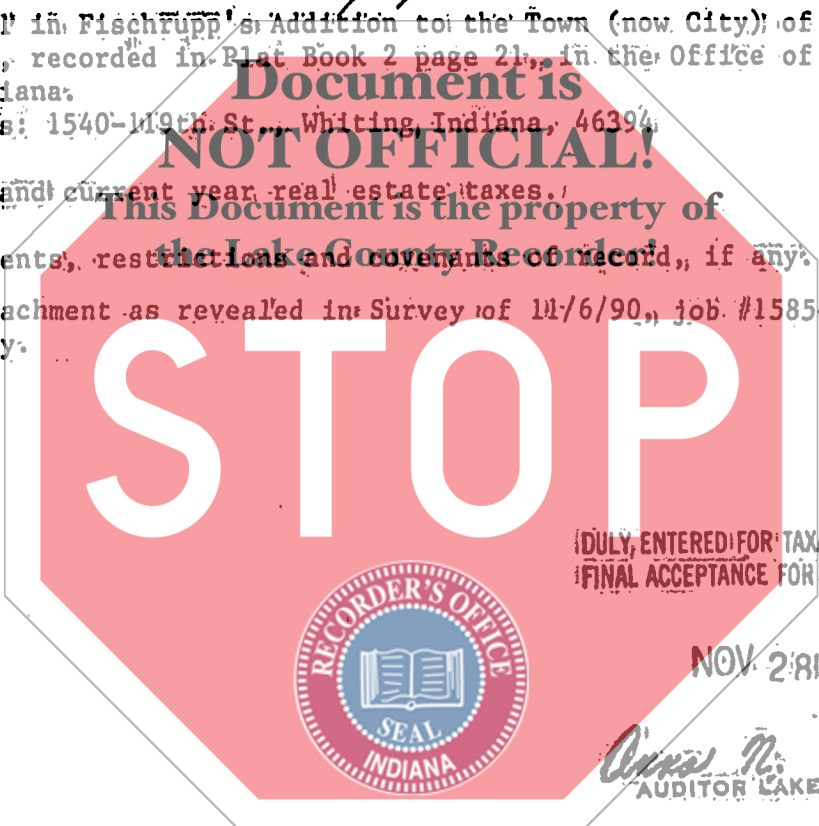 in Fischrupp's Addition to the Town (now City) of
, recorded in Plat Book 2 page 21, in the Office of
Document is
iana.
s: 1540-119th St., Whiting, Indiana, 46394
NOT OFFICIAL!
and current year real estate taxes.
This Document is the property of
the Lake County Recorder!
ents, restrictions and covenants of record, if any.
achment as revealed in Survey of 11/6/90, job #1585
y.
STOP
DULY ENTERED FOR TAX
FINAL ACCEPTANCE FOR
RECORDER'S OFFICE
SEAL
INDIANA
NOV 28
Anna N.
AUDITOR LAKE